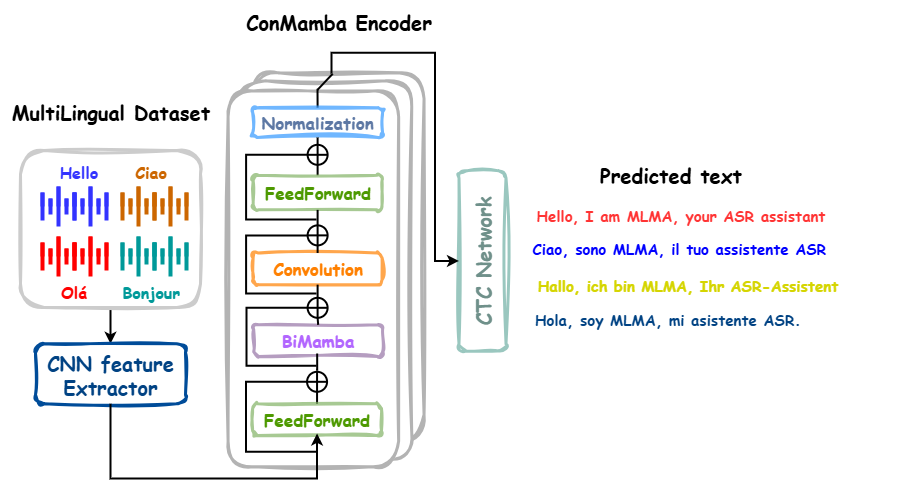 ConMamba Encoder
MultiLingual Dataset
Hello
Ciao
Olá
Bonjour
CNN feature
Extractor
Normalization
FeedForward
Convolution
BiMamba
FeedForward
CTC Network
Predicted text
Hello, I am MLMA, your ASR assistant
Ciao, sono MLMA, il tuo assistente ASR
Hallo, ich bin MLMA, Ihr ASR-Assistent
Hola, soy MLMA, mi asistente ASR.